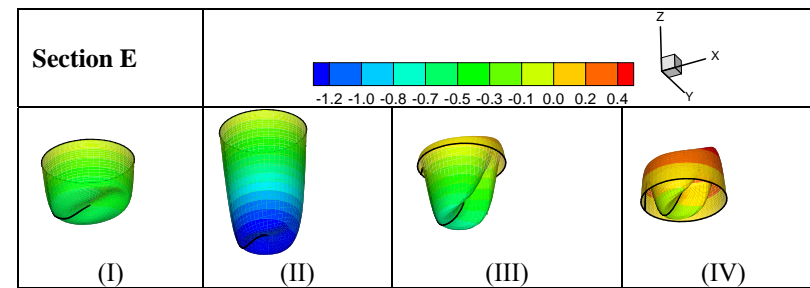 Section E
Z
X
Y
-1.2 -1.0 -0.8 -0.7 -0.5 -0.3 -0.1 0.0 0.2 0.4
(I) (II) (III) (IV)